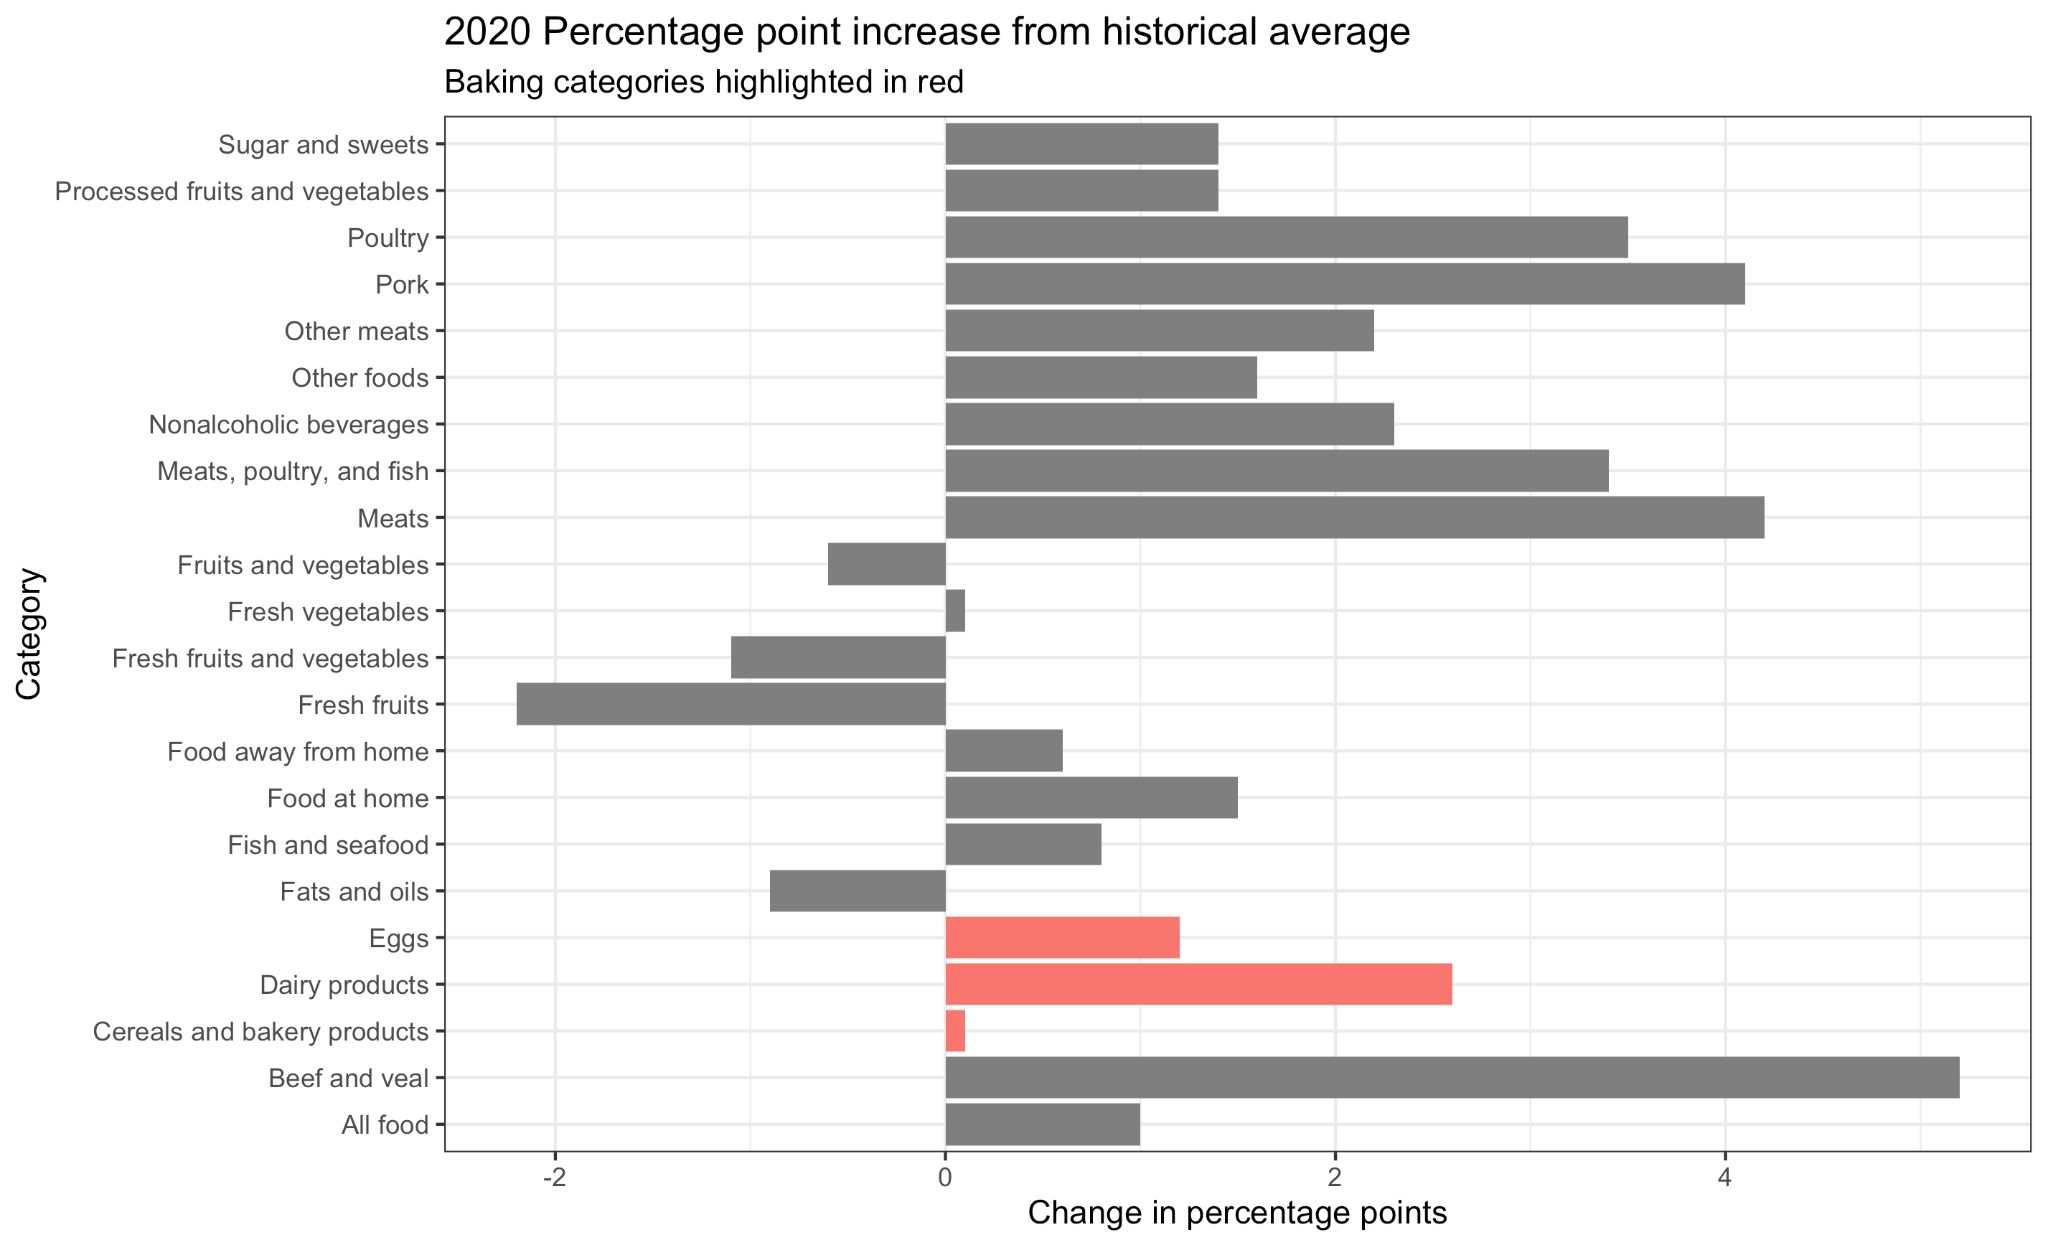 2020 Percentage point increase from historical average
Baking categories highlighted in red
Category
Sugar and sweets
Processed fruits and vegetables
Poultry
Pork
Other meats
Other foods
Nonalcoholic beverages
Meats, poultry, and fish
Meats
Fruits and vegetables
Fresh vegetables
Fresh fruits and vegetables
Fresh fruits
Food away from home
Food at home
Fish and seafood
Fats and oils
Eggs
Dairy products
Cereals and bakery products
Beef and veal
All food
-2 0 2 4
Change in percentage points